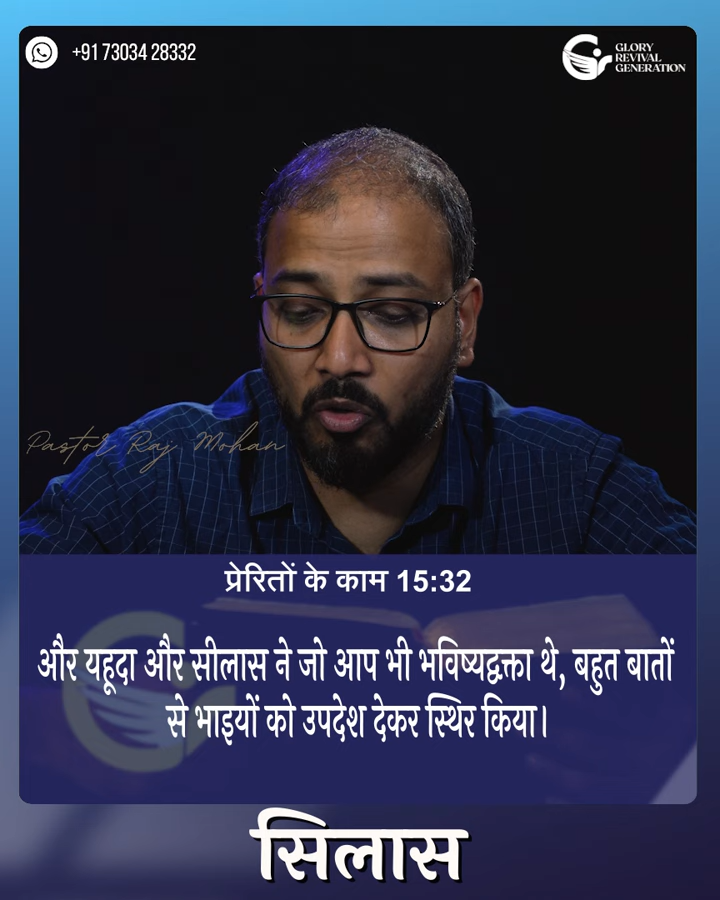 +91 73034 28332
GLORY
REVIVAL
GENERATION
Pastor Raj Mohan
प्रेरितों के काम 15:32
और यहूदा और सीलास ने जो आप भी भविष्यद्वक्ता थे, बहुत बातों
से भाइयों को उपदेश देकर स्थिर किया।
सिलास